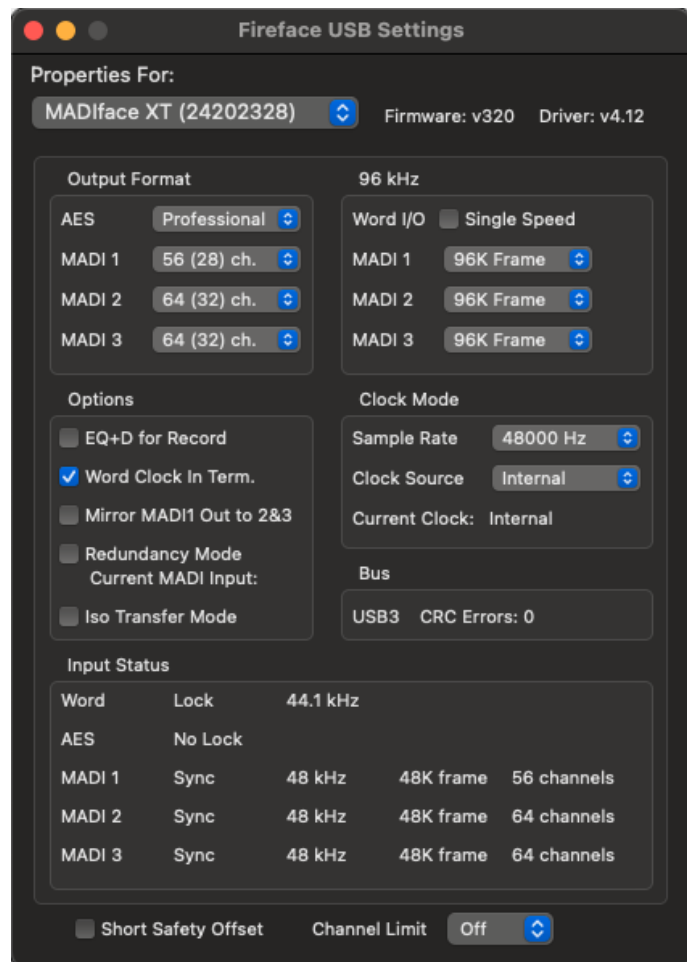 Fireface USB Settings
Properties For:
MADIface XT (24202328) Firmware: v320 Driver: v4.12
Output Format
AES Professional
MADI 1 56 (28) ch.
MADI 2 64 (32) ch.
MADI 3 64 (32) ch.
96 kHz
Word I/O Single Speed
MADI 1 96K Frame
MADI 2 96K Frame
MADI 3 96K Frame
Options
EQ+D for Record
Word Clock In Term.
Mirror MADI1 Out to 2&3
Redundancy Mode
Current MADI Input:
Iso Transfer Mode
Clock Mode
Sample Rate 48000 Hz
Clock Source Internal
Current Clock: Internal
Bus
USB3 CRC Errors: 0
Input Status
Word Lock 44.1 kHz
AES No Lock
MADI 1 Sync 48 kHz 48K frame 56 channels
MADI 2 Sync 48 kHz 48K frame 64 channels
MADI 3 Sync 48 kHz 48K frame 64 channels
Short Safety Offset Channel Limit Off